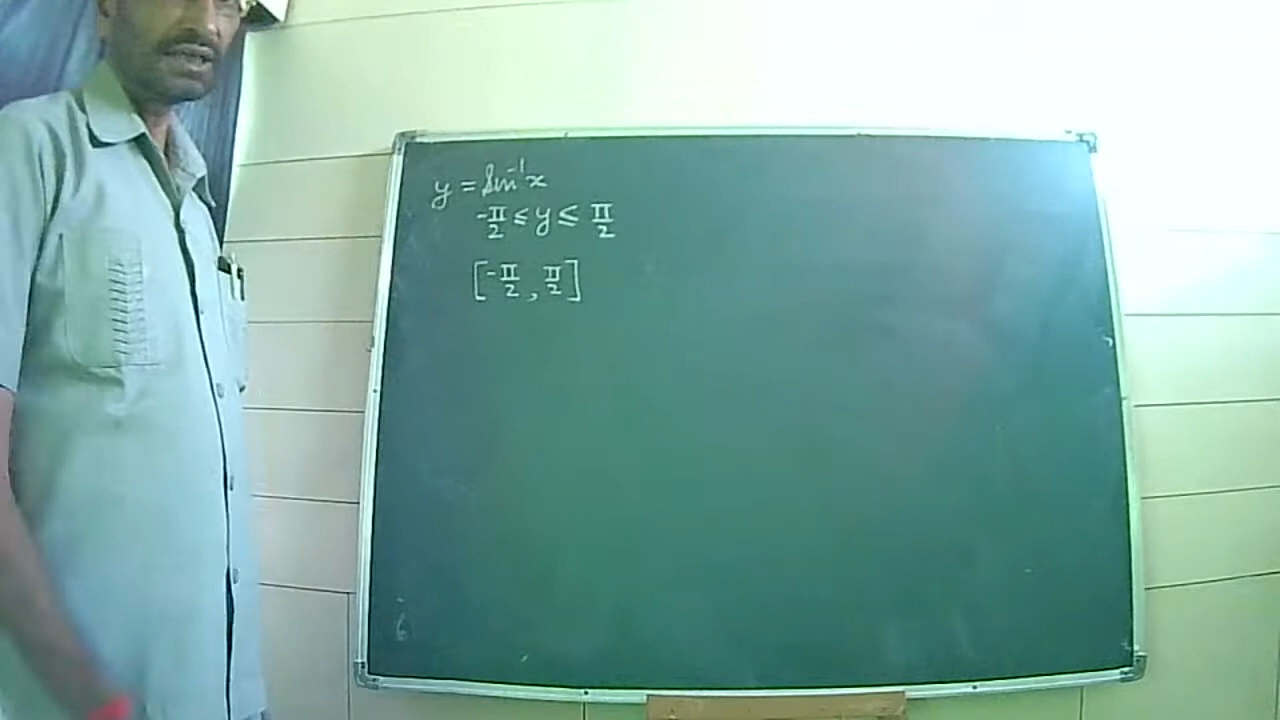 y = Sin⁻¹x
-π/2 ≤ y ≤ π/2
[-π/2, π/2]